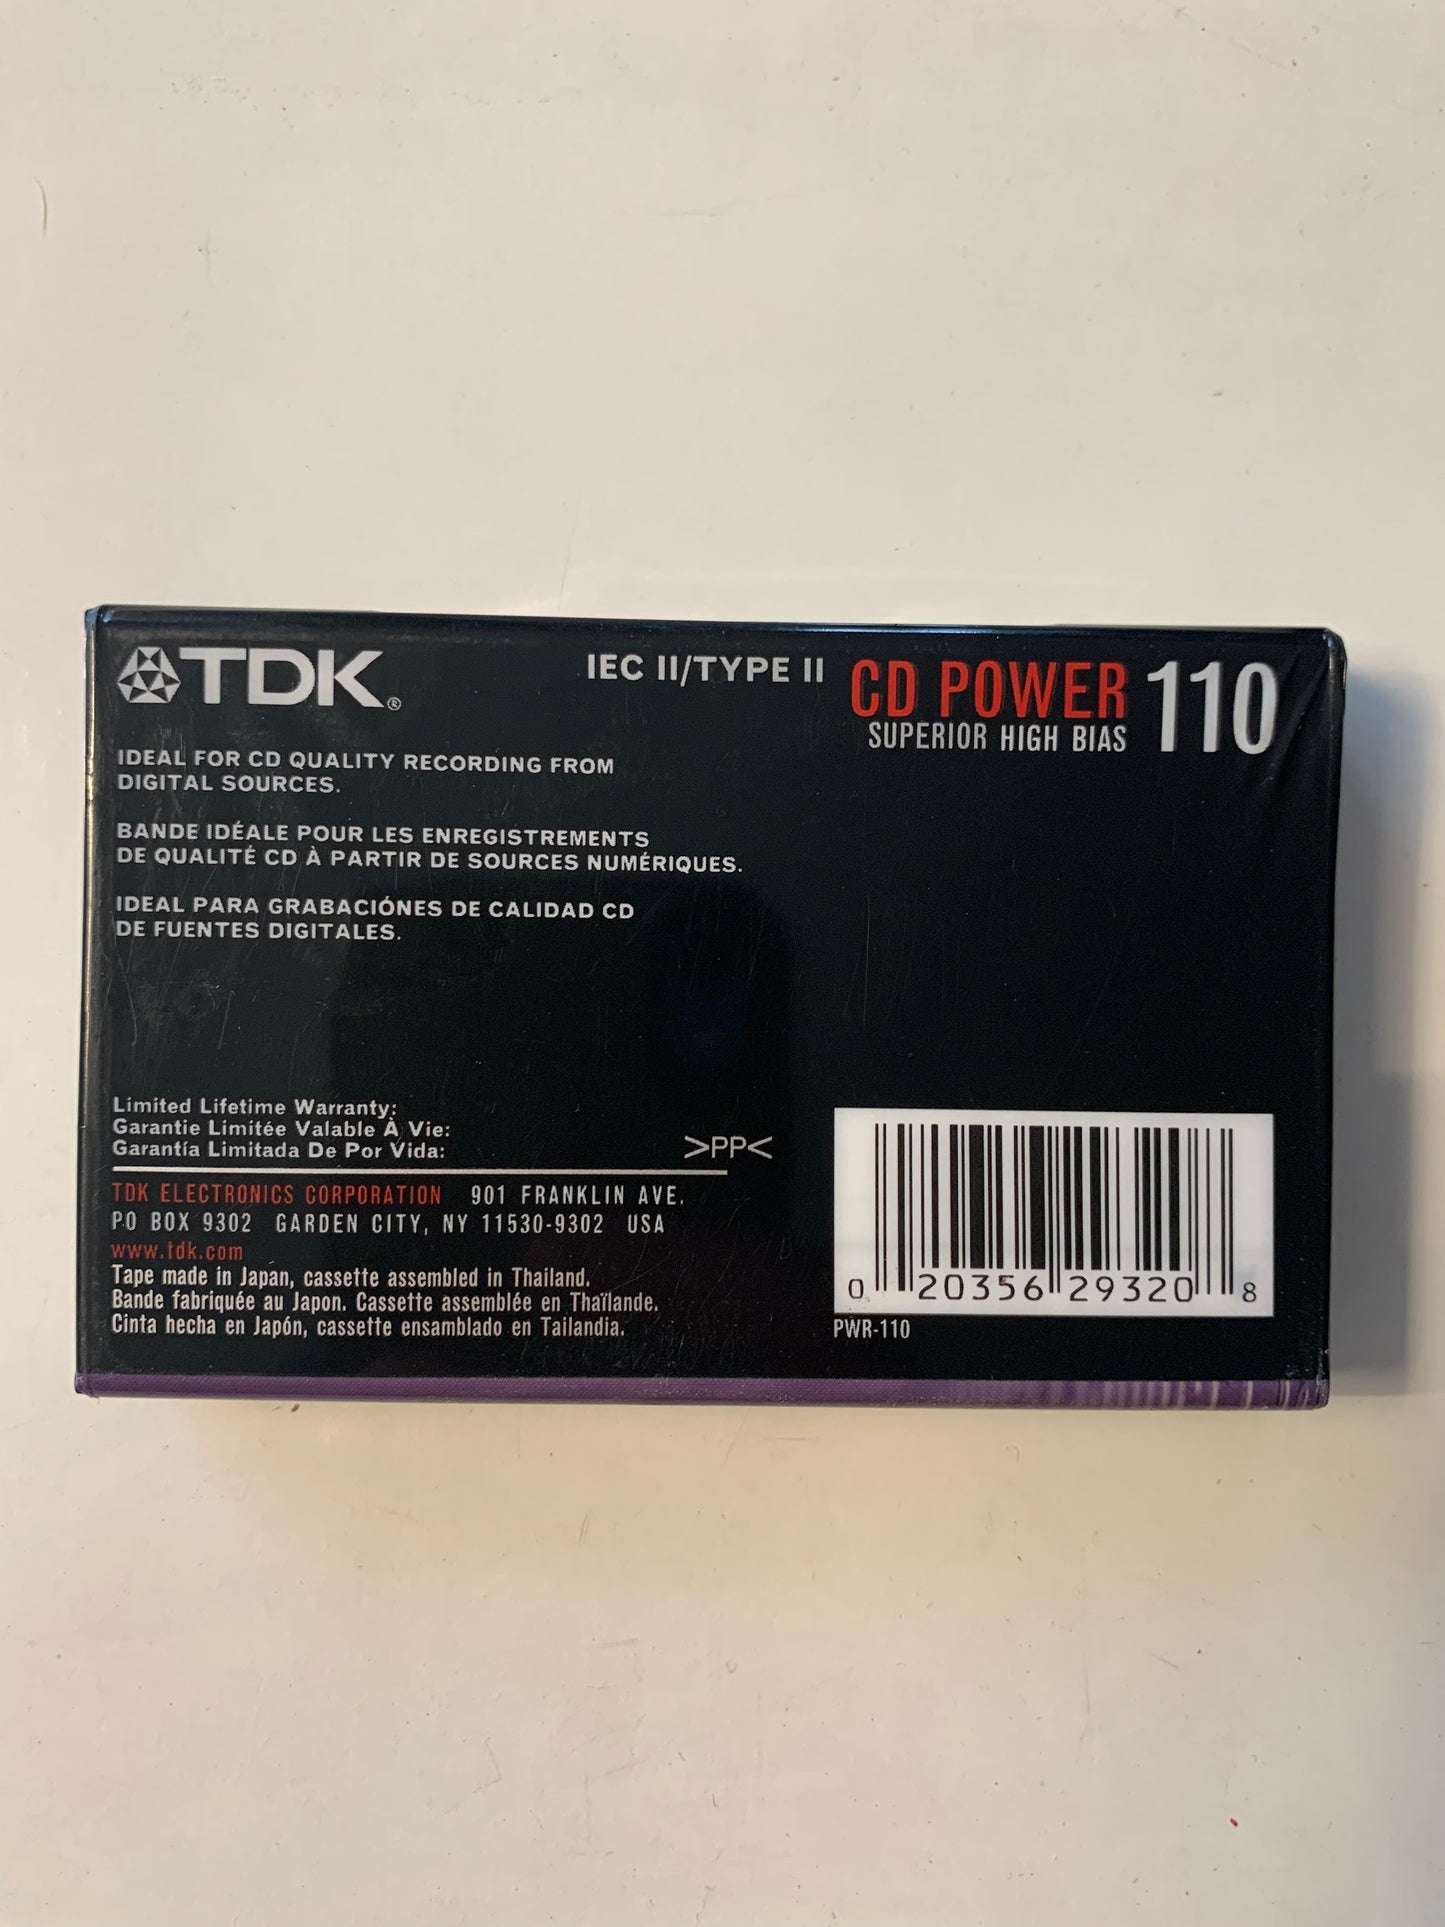 TDK®
IEC II/TYPE II
CD POWER 110
SUPERIOR HIGH BIAS
IDEAL FOR CD QUALITY RECORDING FROM
DIGITAL SOURCES.
BANDE IDÉALE POUR LES ENREGISTREMENTS
DE QUALITÉ CD À PARTIR DE SOURCES NUMÉRIQUES.
IDEAL PARA GRABACIÓNES DE CALIDAD CD
DE FUENTES DIGITALES.
Limited Lifetime Warranty:
Garantie Limitée Valable À Vie:
Garantía Limitada De Por Vida:
>PP<
TDK ELECTRONICS CORPORATION 901 FRANKLIN AVE.
PO BOX 9302 GARDEN CITY, NY 11530-9302 USA
www.tdk.com
Tape made in Japan, cassette assembled in Thailand.
Bande fabriquée au Japon. Cassette assemblée en Thaïlande.
Cinta hecha en Japón, cassette ensamblado en Tailandia.
0 20356 29320 8
PWR-110